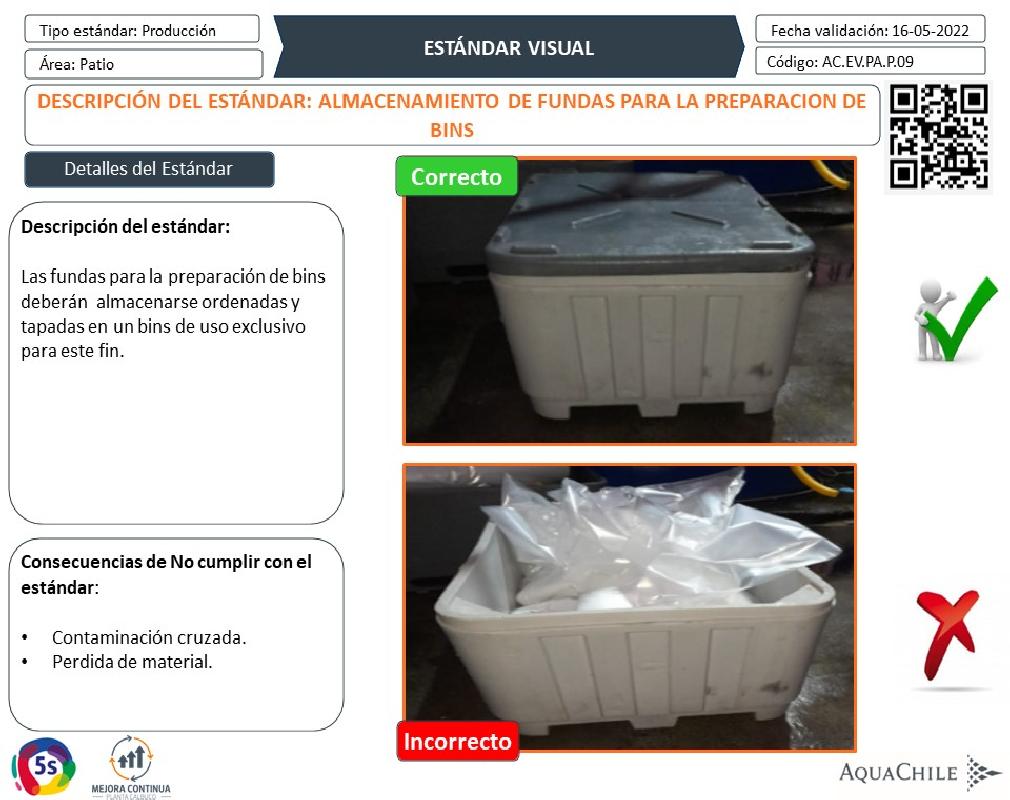 Tipo estándar: Producción
Área: Patio
ESTÁNDAR VISUAL
Fecha validación: 16-05-2022
Código: AC.EV.PA.P.09
DESCRIPCIÓN DEL ESTÁNDAR: ALMACENAMIENTO DE FUNDAS PARA LA PREPARACION DE
BINS
Detalles del Estándar
Descripción del estándar:
Las fundas para la preparación de bins
deberán almacenarse ordenadas y
tapadas en un bins de uso exclusivo
para este fin.
Consecuencias de No cumplir con el
estándar:
• Contaminación cruzada.
• Perdida de material.
Correcto
Incorrecto
5s
MEJORA CONTINUA
PLANTA CALBUCO
AQUACHILE